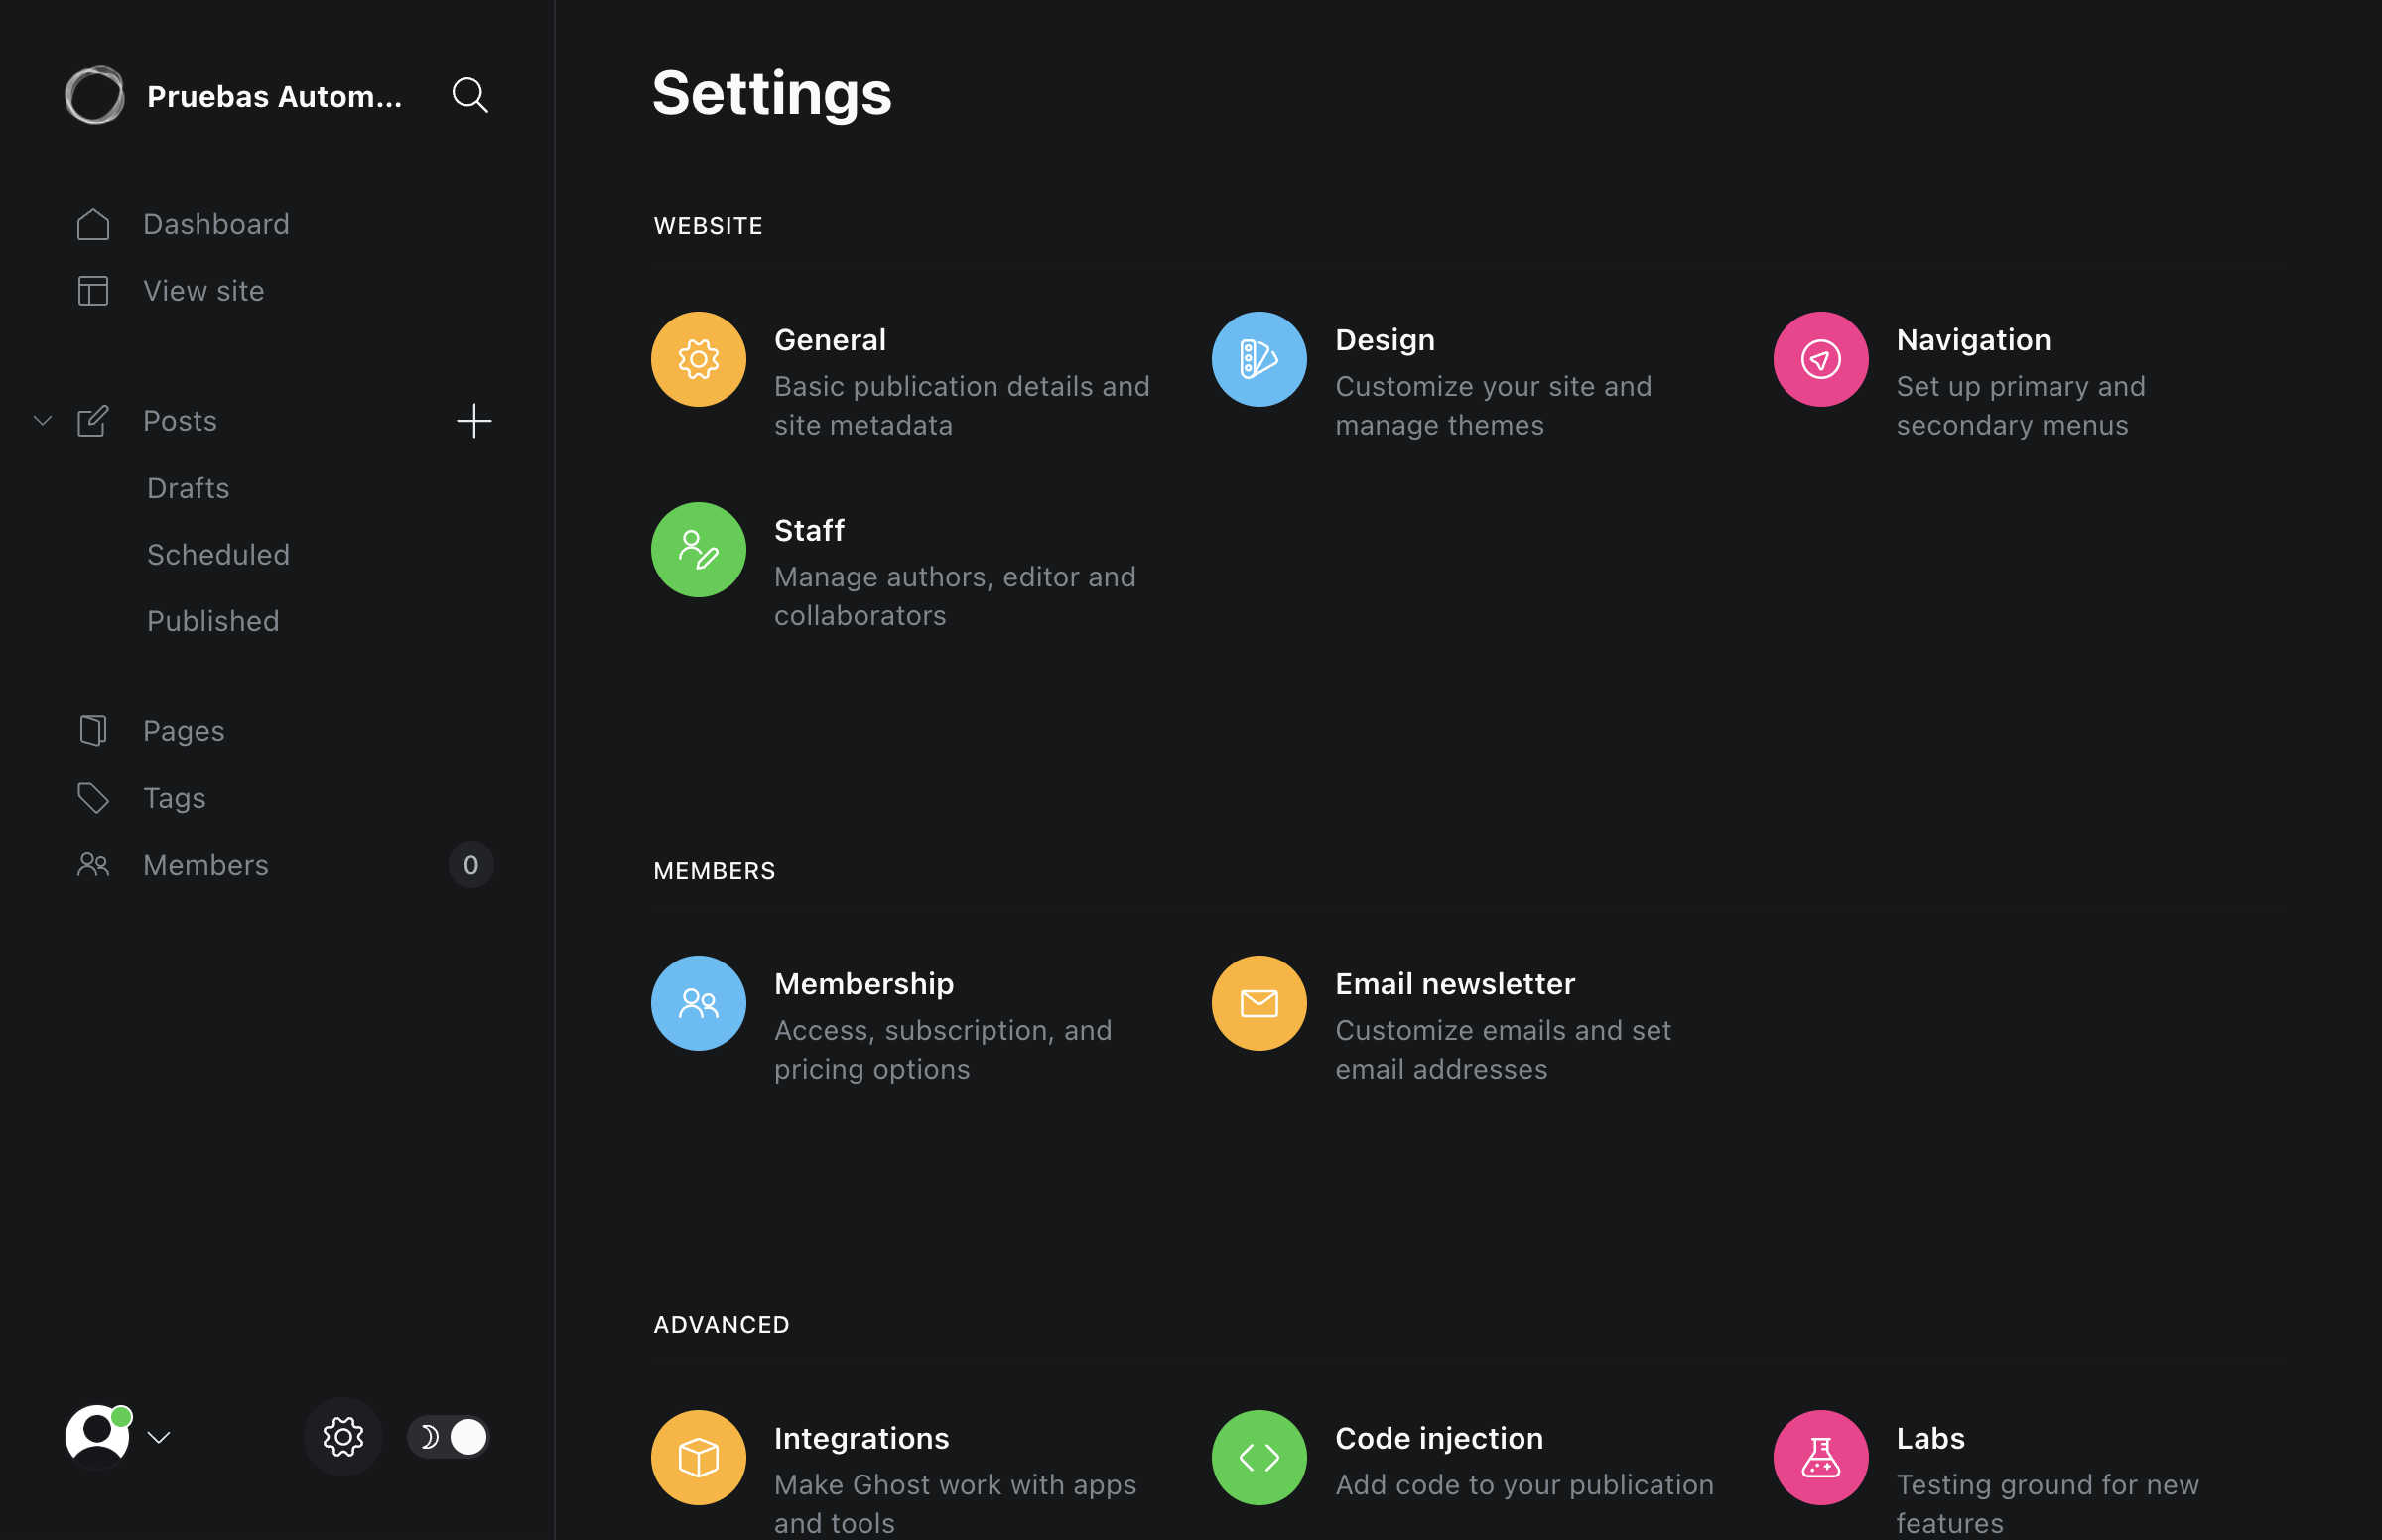 Pruebas Autom...
Dashboard
View site
Posts
Drafts
Scheduled
Published
Pages
Tags
Members
0
Settings
WEBSITE
General
Basic publication details and
site metadata
Design
Customize your site and
manage themes
Navigation
Set up primary and
secondary menus
Staff
Manage authors, editor and
collaborators
MEMBERS
Membership
Access, subscription, and
pricing options
Email newsletter
Customize emails and set
email addresses
ADVANCED
Integrations
Make Ghost work with apps
and tools
Code injection
Add code to your publication
Labs
Testing ground for new
features